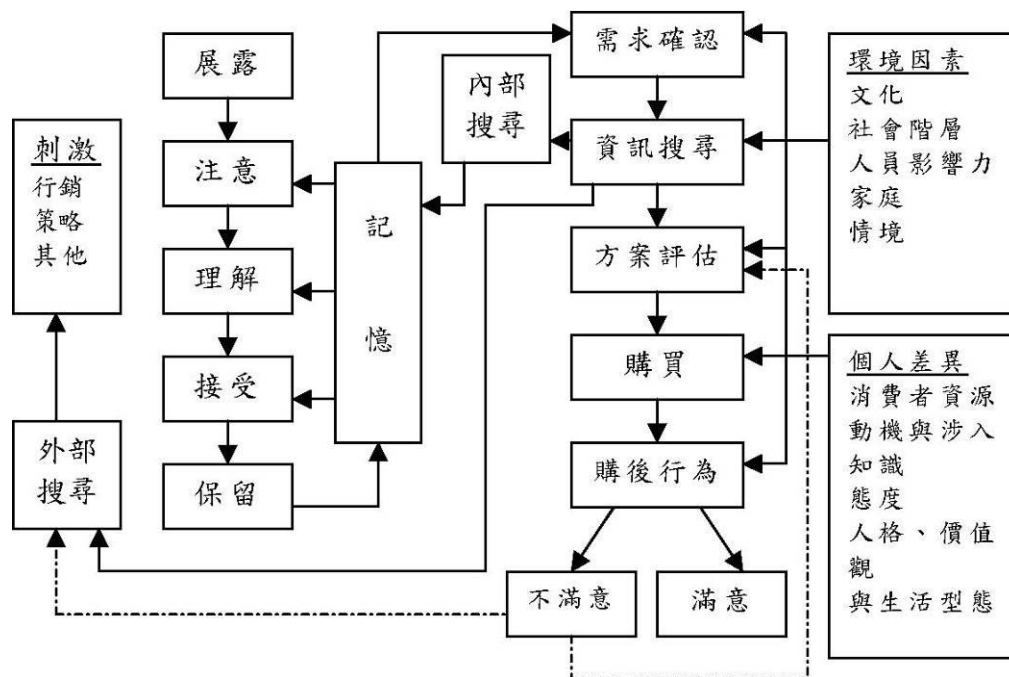 刺激
行銷
策略
其他
外部
搜尋
展露
注意
理解
接受
保留
記
憶
內部
搜尋
需求確認
資訊搜尋
方案評估
購買
購後行為
不滿意
滿意
環境因素
文化
社會階層
人員影響力
家庭
情境
個人差異
消費者資源
動機與涉入
知識
態度
人格、價值
觀
與生活型態